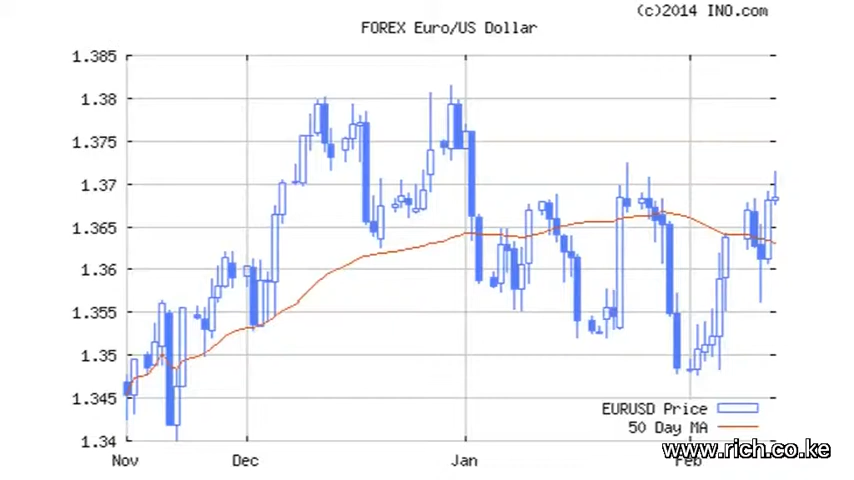 (c)2014 INO.com
FOREX Euro/US Dollar
1.385
1.38
1.375
1.37
1.365
1.36
1.355
1.35
1.345
1.34
EURUSD Price
50 Day MA
Nov Dec Jan Feb
www.rich.co.ke